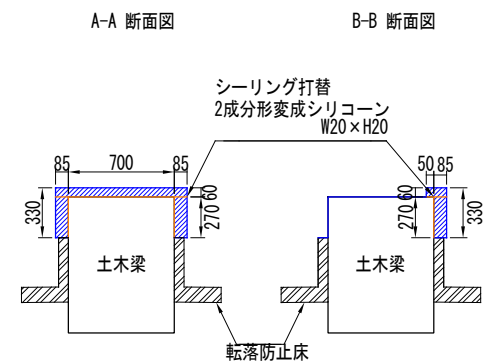 A-A 断面図
B-B 断面図
シーリング打替
2成分形変成シリコーン
W20×H20
85 700 85
50 85
330
60
270
60
270
330
土木梁
土木梁
転落防止床